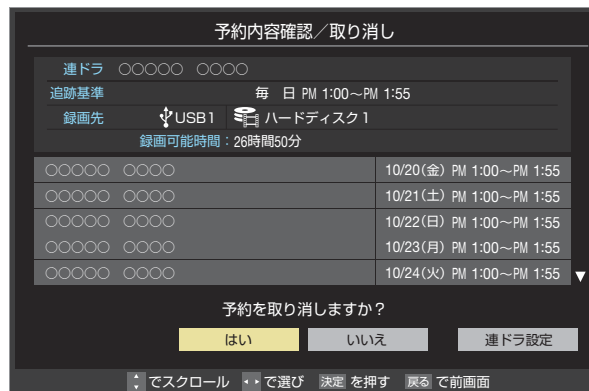 予約内容確認／取り消し
連ドラ ○○○○○ ○○○○
追跡基準 毎 日 PM 1:00～PM 1:55
録画先 USB1 ハードディスク1
録画可能時間：26時間50分
○○○○○ ○○○○ 10/20(金) PM 1:00～PM 1:55
○○○○○ ○○○○ 10/21(土) PM 1:00～PM 1:55
○○○○○ ○○○○ 10/22(日) PM 1:00～PM 1:55
○○○○○ ○○○○ 10/23(月) PM 1:00～PM 1:55
○○○○○ ○○○○ 10/24(火) PM 1:00～PM 1:55 ▼
予約を取り消しますか？
はい いいえ 連ドラ設定
でスクロール で選び 決定 を押す 戻る で前画面